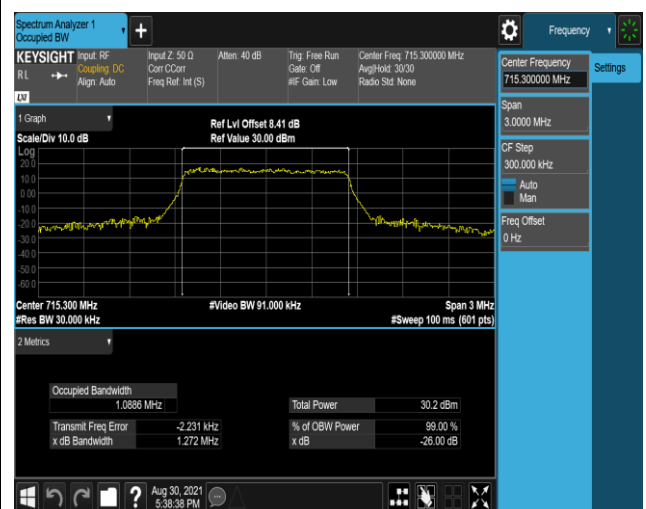 Spectrum Analyzer 1
Occupied BW
Frequency
KEYSIGHT
Input: RF
Coupling: DC
Align: Auto
Input Z: 50 Ω
Corr CCorr
Freq Ref: Int (S)
Atten: 40 dB
Trig: Free Run
Gate: Off
#IF Gain: Low
Center Freq: 715.300000 MHz
Avg|Hold: 30/30
Radio Std: None
RL
LXI
Center Frequency
715.300000 MHz
Settings
Span
3.0000 MHz
CF Step
300.000 kHz
Auto
Man
Freq Offset
0 Hz
1 Graph
Scale/Div 10.0 dB
Ref Lvl Offset 8.41 dB
Ref Value 30.00 dBm
Log
20.0
10.0
0.00
-10.0
-20.0
-30.0
-40.0
-50.0
-60.0
Center 715.300 MHz
#Video BW 91.000 kHz
Span 3 MHz
#Res BW 30.000 kHz
#Sweep 100 ms (601 pts)
2 Metrics
Occupied Bandwidth
1.0886 MHz
Total Power 30.2 dBm
Transmit Freq Error -2.231 kHz
% of OBW Power 99.00 %
x dB Bandwidth 1.272 MHz
x dB -26.00 dB
Aug 30, 2021
5:38:38 PM